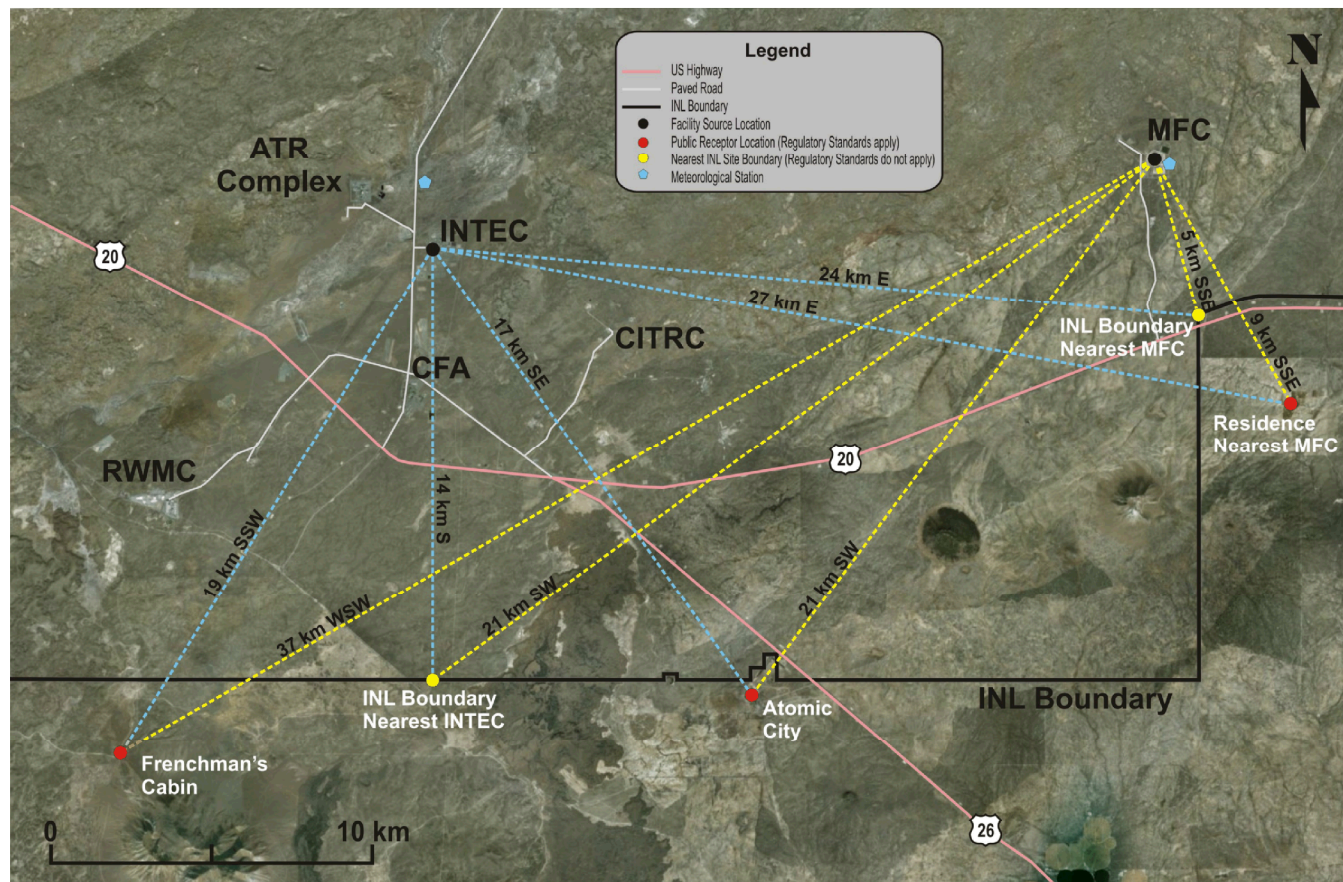 Legend
US Highway
Paved Road
INL Boundary
Facility Source Location
Public Receptor Location (Regulatory Standards apply)
Nearest INL Site Boundary (Regulatory Standards do not apply)
Meteorological Station
N
MFC
ATR
Complex
INTEC
20
24 km E
27 km E
5 km SSE
9 km SSE
INL Boundary
Nearest MFC
17 km SE
CITRC
CFA
Residence
Nearest MFC
20
RWMC
14 km S
19 km SSW
37 km WSW
21 km SW
21 km SW
INL Boundary
Nearest INTEC
Atomic
City
INL Boundary
Frenchman's
Cabin
0
10 km
26